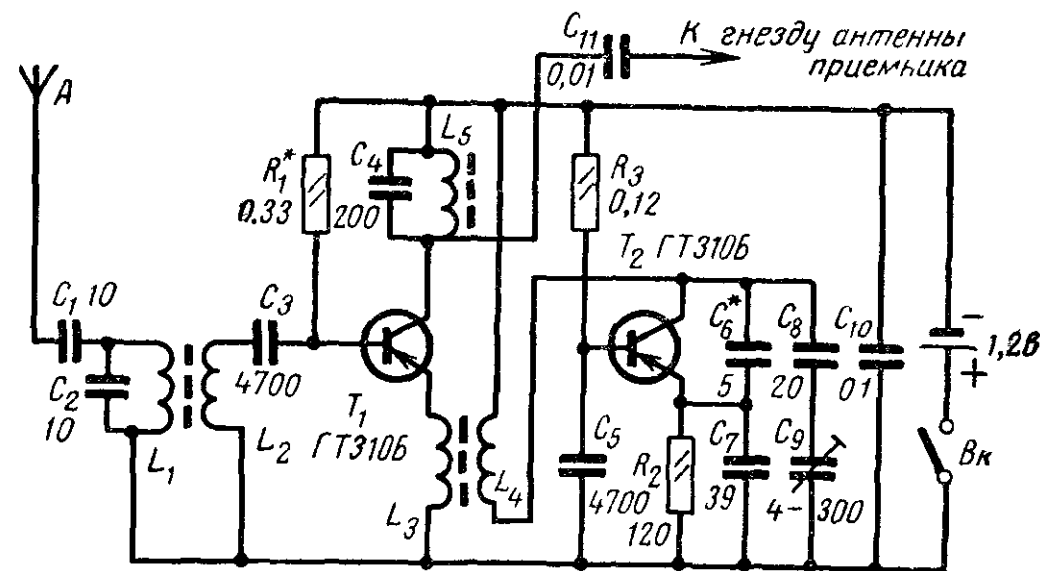 C11
0,01
К гнезду антенны
приемника
А
R1*
0.33
C4
200
L5
R3
0,12
T2 ГТ310Б
C1 10
C2
10
L1
L2
C3
4700
T1
ГТ310Б
L3
L4
C5
4700
R2
120
C6*
5
C7
39
C8
20
C9
4-300
C10
01
-
1,2в
+
Вк